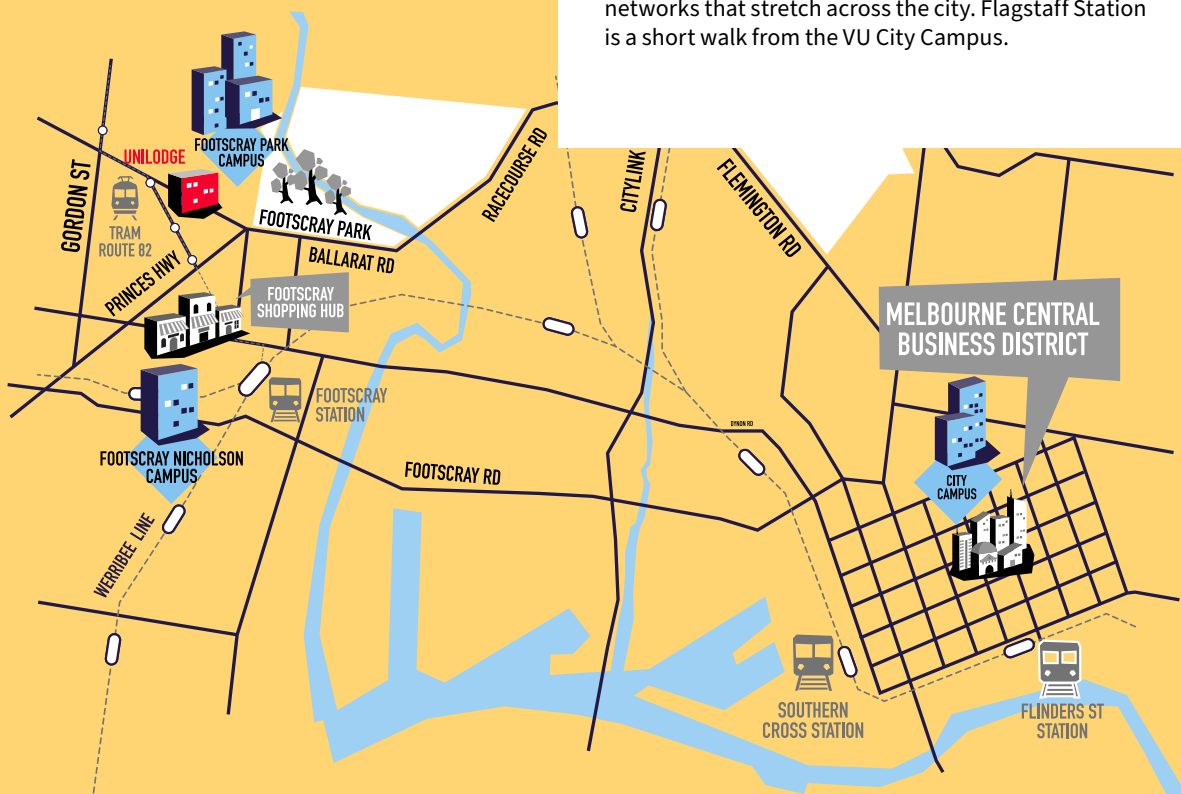 networks that stretch across the city. Flagstaff Station
is a short walk from the VU City Campus.
FOOTSCRAY PARK
CAMPUS
UNILODGE
GORDON ST
TRAM
ROUTE 82
PRINCES HWY
FOOTSCRAY PARK
BALLARAT RD
RACECOURSE RD
CITYLINK
FLEMINGTON RD
FOOTSCRAY
SHOPPING HUB
MELBOURNE CENTRAL
BUSINESS DISTRICT
FOOTSCRAY
STATION
FOOTSCRAY NICHOLSON
CAMPUS
DYNON RD
FOOTSCRAY RD
CITY
CAMPUS
WERRIBEE LINE
SOUTHERN
CROSS STATION
FLINDERS ST
STATION